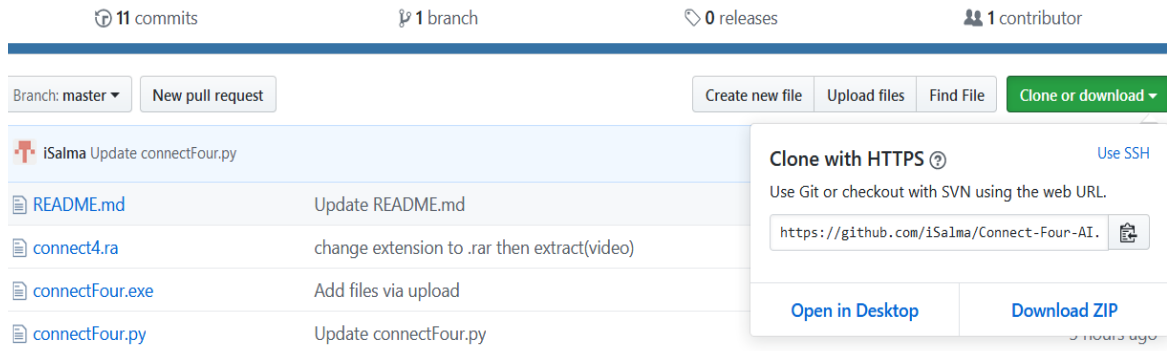 11 commits
1 branch
0 releases
1 contributor
Branch: master
New pull request
Create new file
Upload files
Find File
Clone or download
iSalma Update connectFour.py
Clone with HTTPS ?
Use SSH
Use Git or checkout with SVN using the web URL.
https://github.com/iSalma/Connect-Four-AI.
Open in Desktop
Download ZIP
README.md
Update README.md
connect4.ra
change extension to .rar then extract(video)
connectFour.exe
Add files via upload
connectFour.py
Update connectFour.py
hours ago